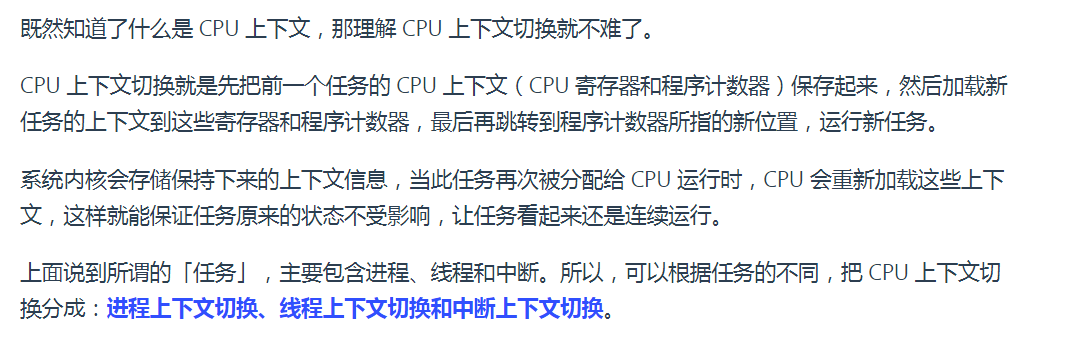 既然知道了什么是 CPU 上下文，那理解 CPU 上下文切换就不难了。
CPU 上下文切换就是先把前一个任务的 CPU 上下文（CPU 寄存器和程序计数器）保存起来，然后加载新
任务的上下文到这些寄存器和程序计数器，最后再跳转到程序计数器所指的新位置，运行新任务。
系统内核会存储保持下来的上下文信息，当此任务再次被分配给 CPU 运行时，CPU 会重新加载这些上下
文，这样就能保证任务原来的状态不受影响，让任务看起来还是连续运行。
上面说到所谓的「任务」，主要包含进程、线程和中断。所以，可以根据任务的不同，把 CPU 上下文切
换分成：进程上下文切换、线程上下文切换和中断上下文切换。